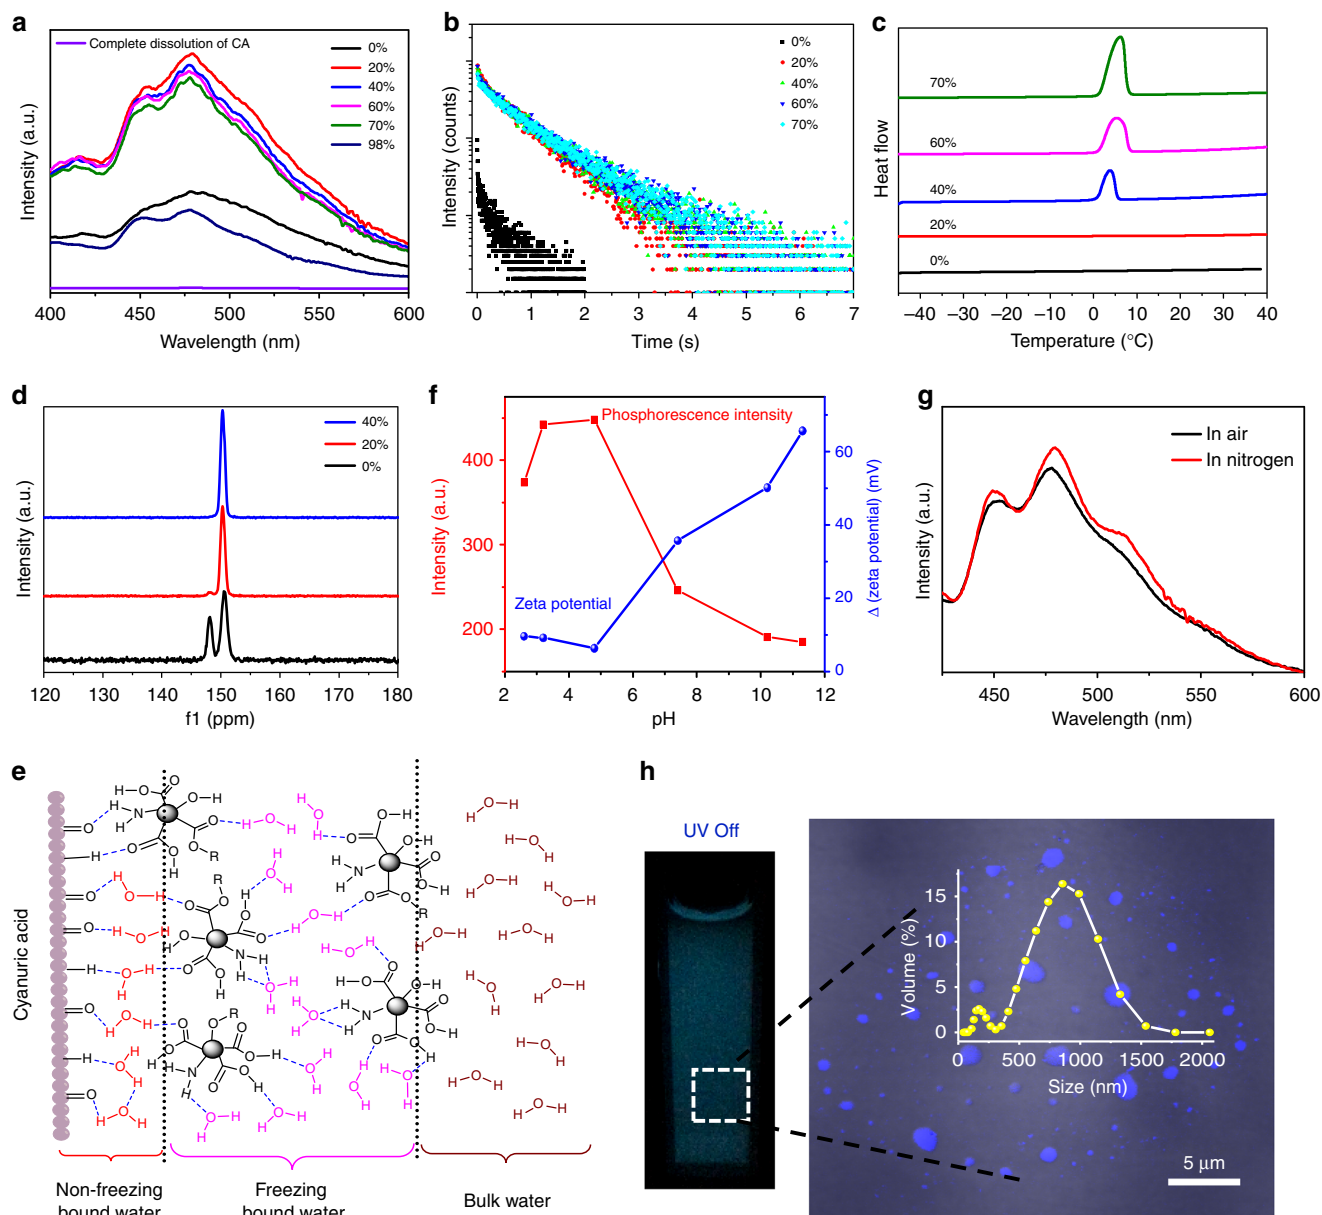 a
Complete dissolution of CA
0%
20%
40%
60%
70%
98%
Intensity (a.u.)
400
450
500
550
600
Wavelength (nm)
b
0%
20%
40%
60%
70%
Intensity (counts)
0
1
2
3
4
5
6
7
Time (s)
c
70%
60%
40%
20%
0%
Heat flow
−40
−30
−20
−10
0
10
20
30
40
Temperature (°C)
d
40%
20%
0%
Intensity (a.u.)
120
130
140
150
160
170
180
f1 (ppm)
f
Phosphorescence intensity
Zeta potential
Intensity (a.u.)
400
300
200
Δ (zeta potential) (mV)
60
40
20
0
2
4
6
8
10
12
pH
g
In air
In nitrogen
Intensity (a.u.)
450
500
550
600
Wavelength (nm)
e
Cyanuric acid
Non-freezing
bound water
Freezing
bound water
Bulk water
h
UV Off
Volume (%)
15
10
5
0
0
500
1000
1500
2000
Size (nm)
5 µm